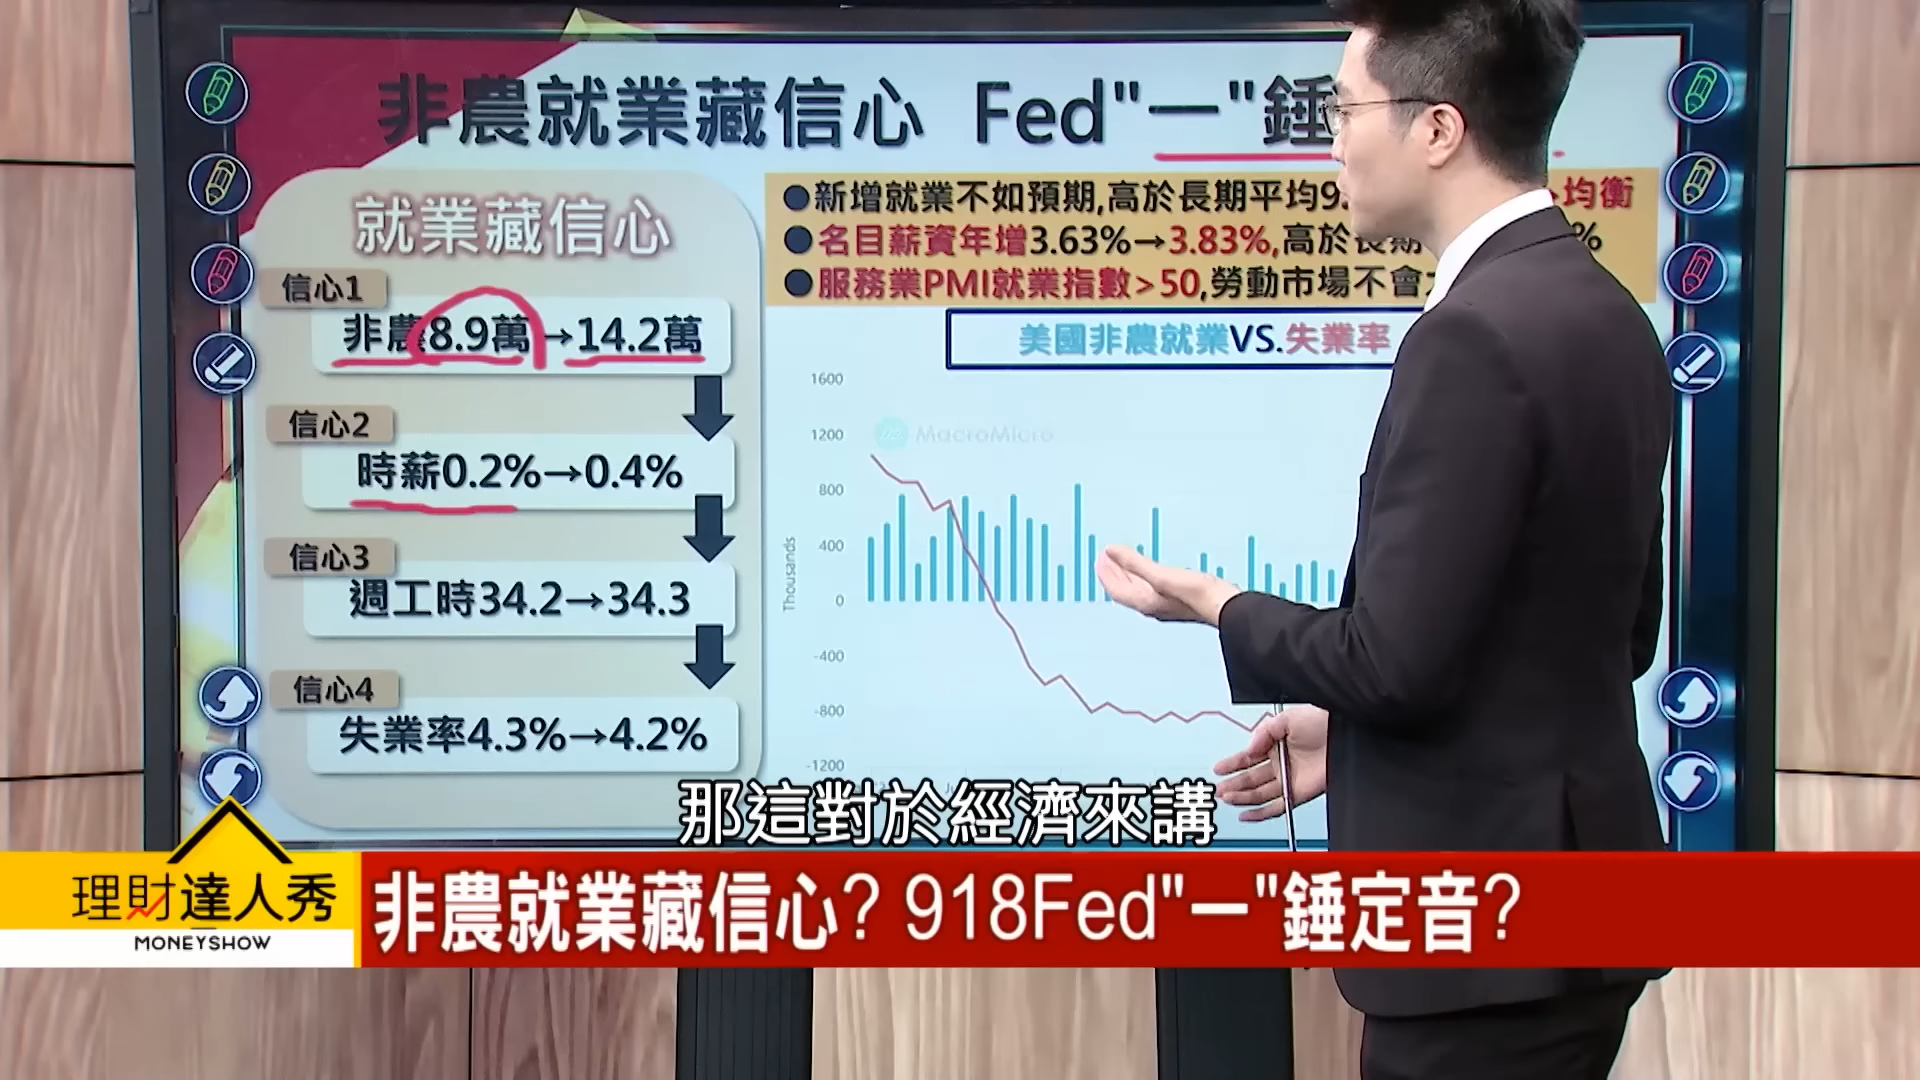 非農就業藏信心 Fed"一"錘
就業藏信心
信心1
非農8.9萬→14.2萬
信心2
時薪0.2%→0.4%
信心3
週工時34.2→34.3
信心4
失業率4.3%→4.2%
●新增就業不如預期,高於長期平均9
均衡
●名目薪資年增3.63%→3.83%,高於長期
%
●服務業PMI就業指數>50,勞動市場不會
美國非農就業VS.失業率
MacroMicro
Thousands
1600
1200
800
400
0
-400
-800
-1200
那這對於經濟來講
理財達人秀
MONEYSHOW
非農就業藏信心? 918Fed"一"錘定音?